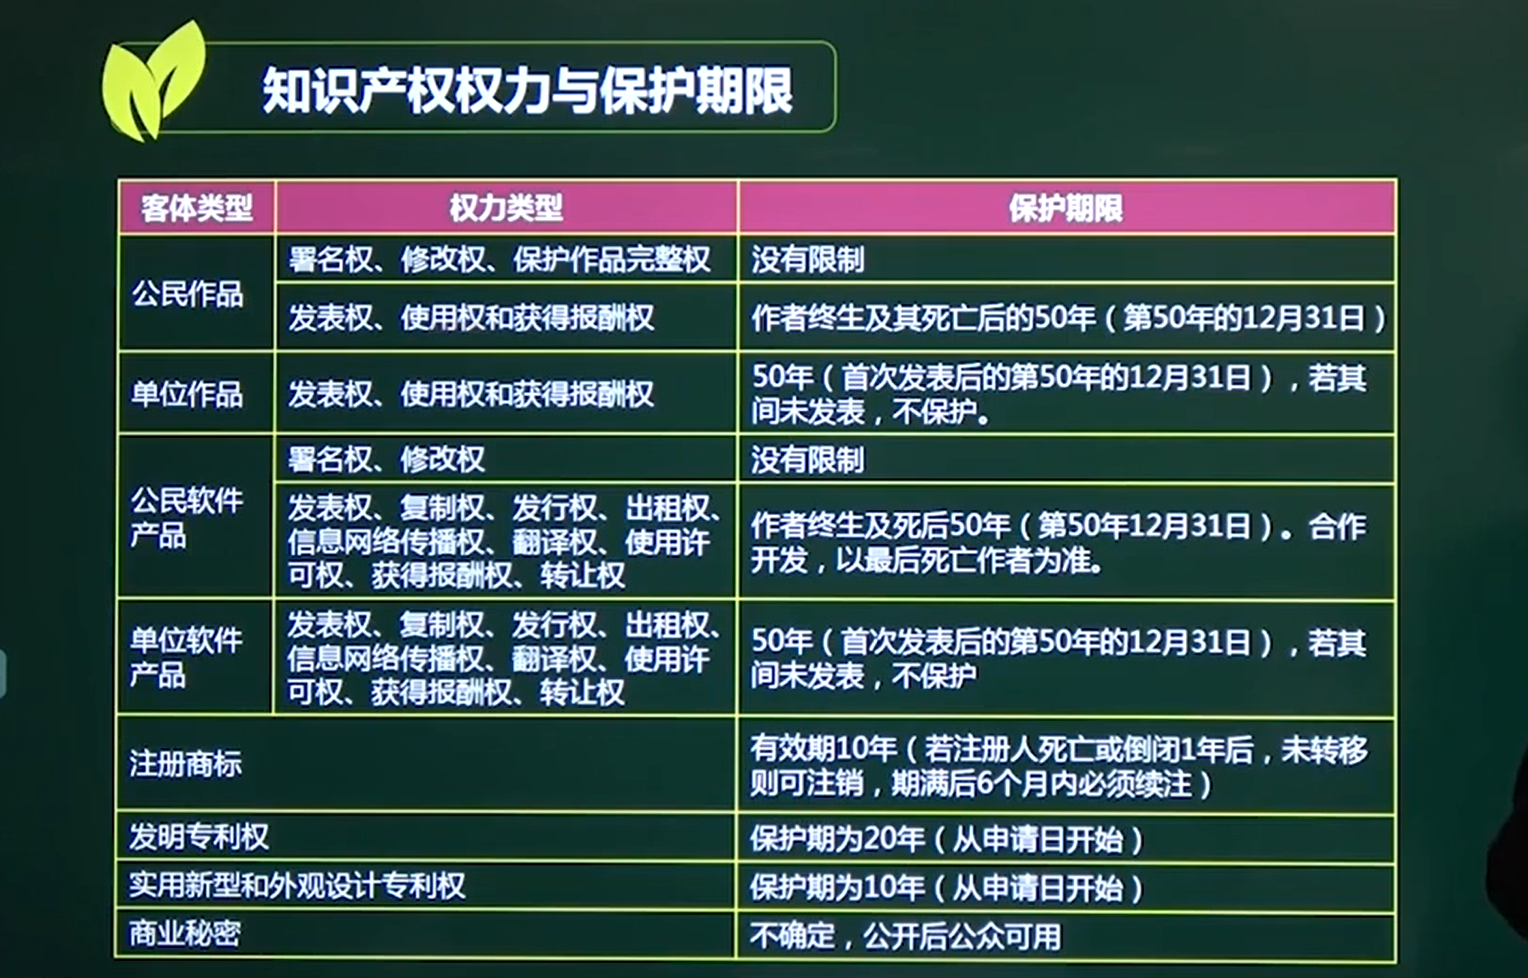 知识产权权力与保护期限
客体类型 权力类型 保护期限
公民作品
署名权、修改权、保护作品完整权 没有限制
发表权、使用权和获得报酬权 作者终生及其死亡后的50年（第50年的12月31日）
单位作品 发表权、使用权和获得报酬权
50年（首次发表后的第50年的12月31日），若其
间未发表，不保护。
公民软件
产品
署名权、修改权 没有限制
发表权、复制权、发行权、出租权、
信息网络传播权、翻译权、使用许
可权、获得报酬权、转让权
作者终生及死后50年（第50年12月31日）。合作
开发，以最后死亡作者为准。
单位软件
产品
发表权、复制权、发行权、出租权、
信息网络传播权、翻译权、使用许
可权、获得报酬权、转让权
50年（首次发表后的第50年的12月31日），若其
间未发表，不保护
注册商标
有效期10年（若注册人死亡或倒闭1年后，未转移
则可注销，期满后6个月内必须续注）
发明专利权 保护期为20年（从申请日开始）
实用新型和外观设计专利权 保护期为10年（从申请日开始）
商业秘密 不确定，公开后公众可用